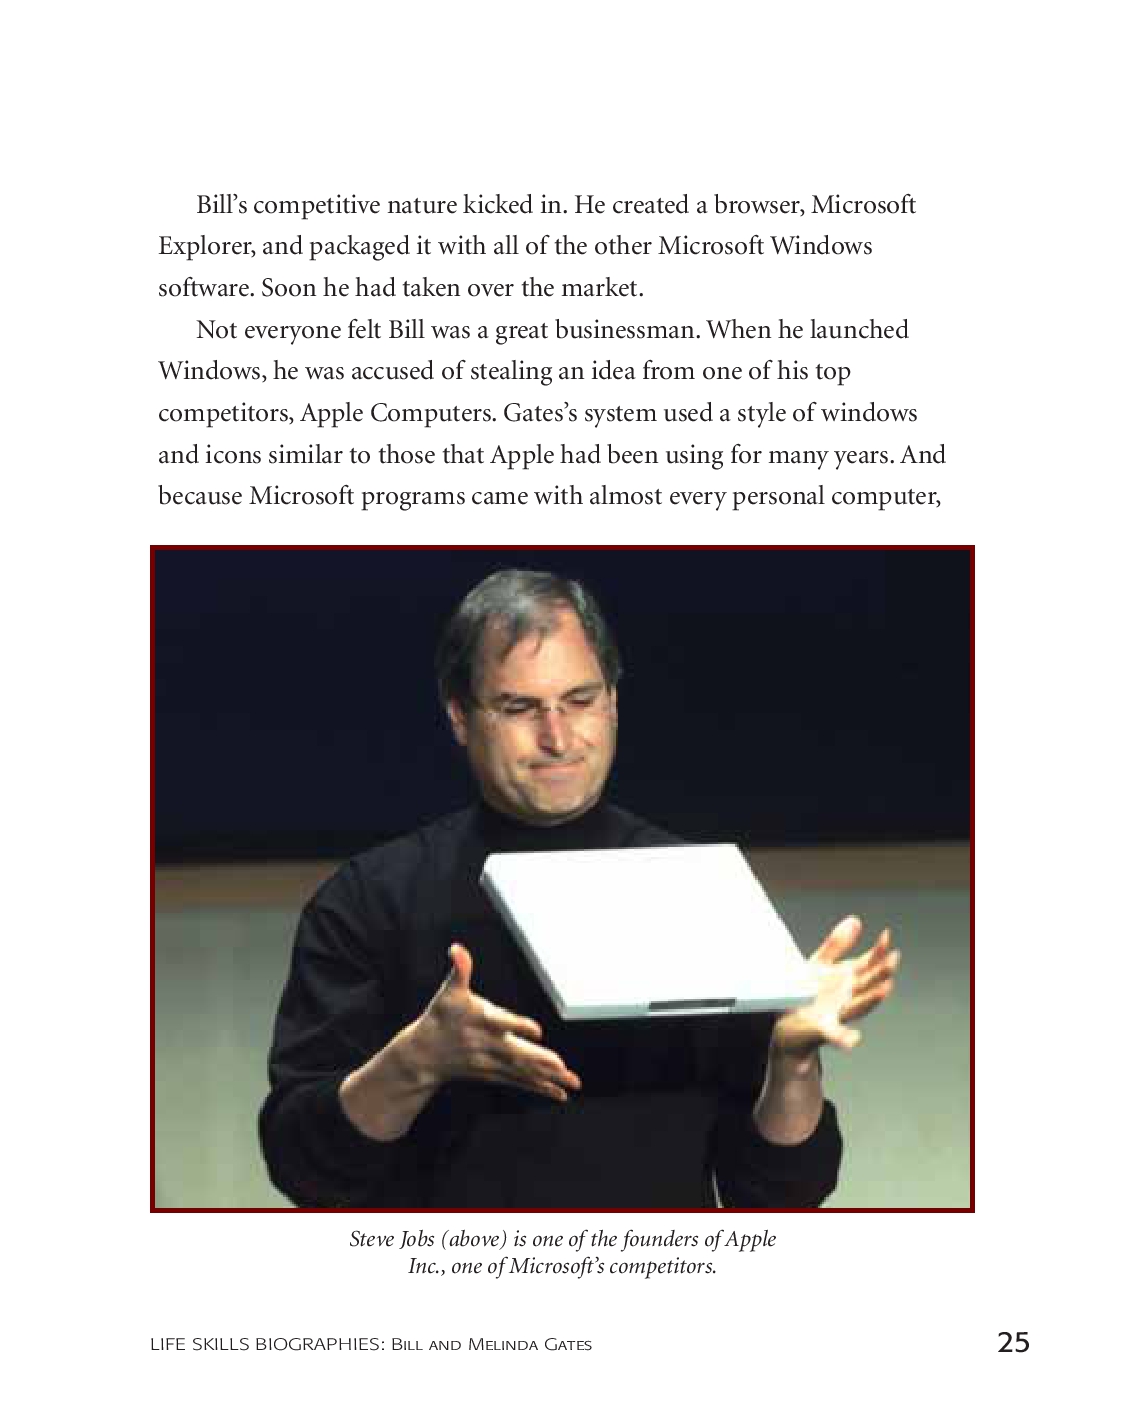 Bill’s competitive nature kicked in. He created a browser, Microsoft
Explorer, and packaged it with all of the other Microsoft Windows
software. Soon he had taken over the market.
Not everyone felt Bill was a great businessman. When he launched
Windows, he was accused of stealing an idea from one of his top
competitors, Apple Computers. Gates’s system used a style of windows
and icons similar to those that Apple had been using for many years. And
because Microsoft programs came with almost every personal computer,
Steve Jobs (above) is one of the founders of Apple
Inc., one of Microsoft’s competitors.
LIFE SKILLS BIOGRAPHIES: BILL AND MELINDA GATES 25